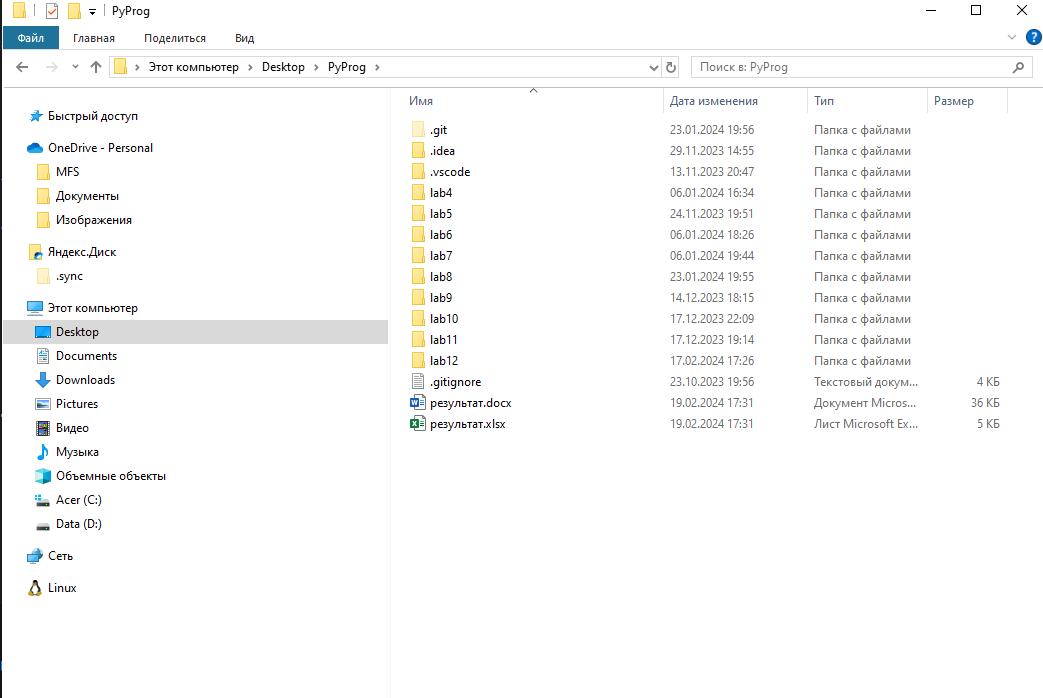 PyProg
Файл Главная Поделиться Вид
Этот компьютер Desktop PyProg
Поиск в: PyProg
Быстрый доступ
OneDrive - Personal
MFS
Документы
Изображения
Яндекс.Диск
.sync
Этот компьютер
Desktop
Documents
Downloads
Pictures
Видео
Музыка
Объемные объекты
Acer (C:)
Data (D:)
Сеть
Linux
Имя Дата изменения Тип Размер
.git 23.01.2024 19:56 Папка с файлами
.idea 29.11.2023 14:55 Папка с файлами
.vscode 13.11.2023 20:47 Папка с файлами
lab4 06.01.2024 16:34 Папка с файлами
lab5 24.11.2023 19:51 Папка с файлами
lab6 06.01.2024 18:26 Папка с файлами
lab7 06.01.2024 19:44 Папка с файлами
lab8 23.01.2024 19:55 Папка с файлами
lab9 14.12.2023 18:15 Папка с файлами
lab10 17.12.2023 22:09 Папка с файлами
lab11 17.12.2023 19:14 Папка с файлами
lab12 17.02.2024 17:26 Папка с файлами
.gitignore 23.10.2023 19:56 Текстовый докум... 4 КБ
результат.docx 19.02.2024 17:31 Документ Micros... 36 КБ
результат.xlsx 19.02.2024 17:31 Лист Microsoft Ex... 5 КБ